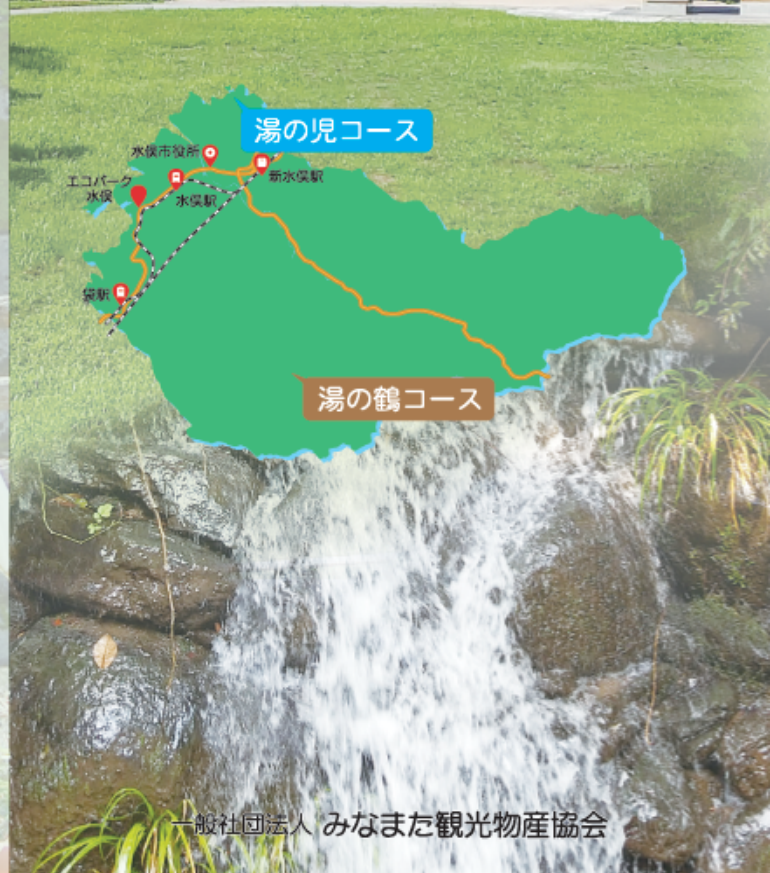 湯の児コース
水俣市役所
新水俣駅
エコパーク
水俣
水俣駅
袋駅
湯の鶴コース
一般社団法人 みなまた観光物産協会